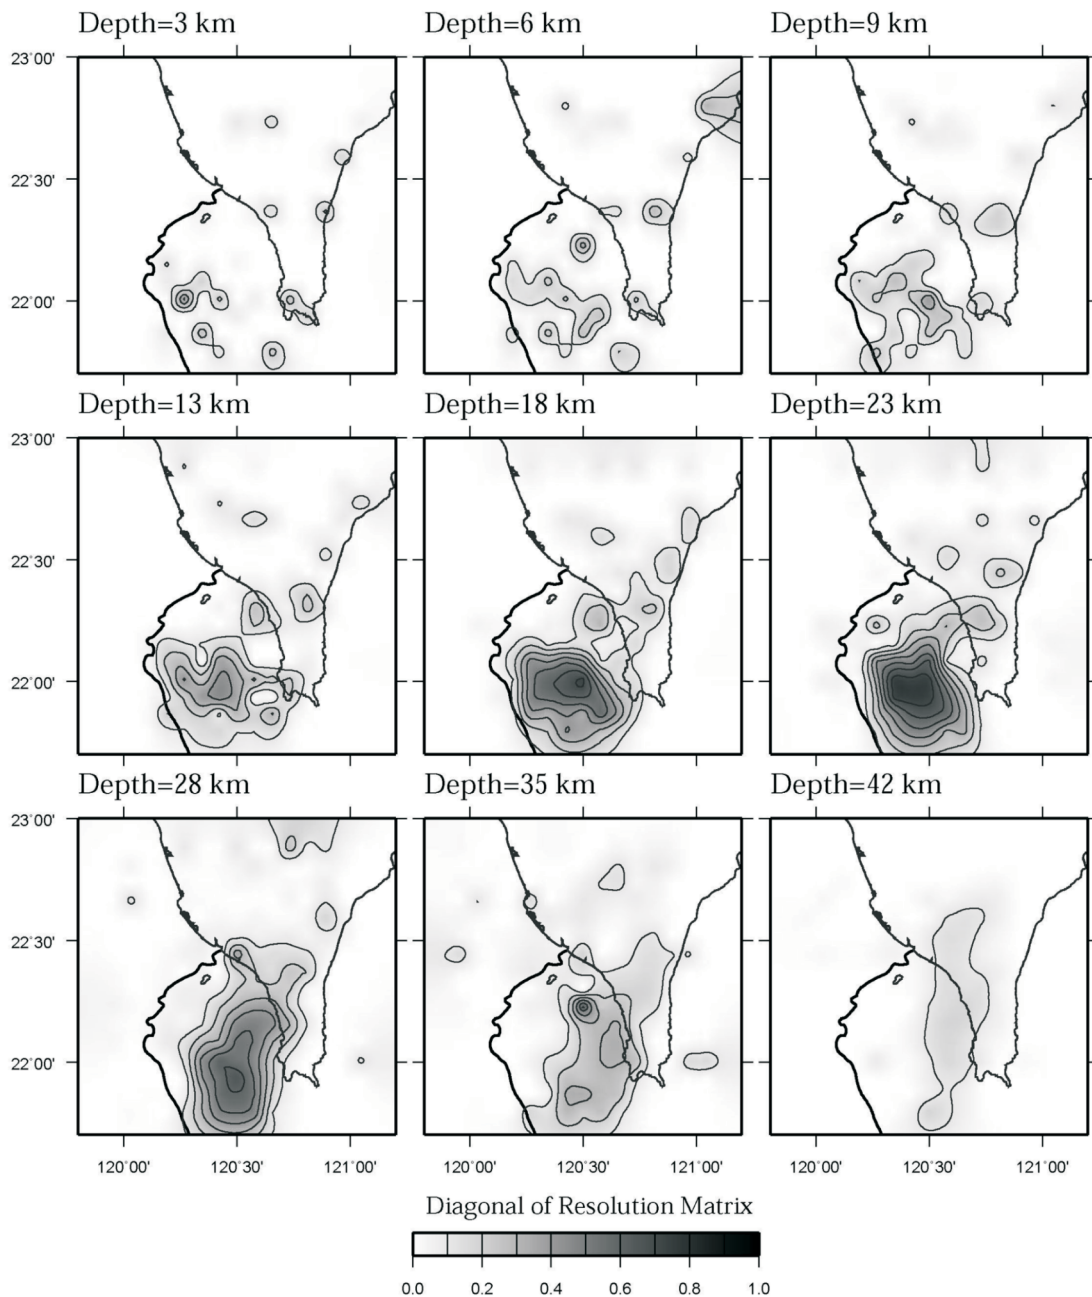 Depth=3 km Depth=6 km Depth=9 km
23˚00'
22˚30'
22˚00'
Depth=13 km Depth=18 km Depth=23 km
23˚00'
22˚30'
22˚00'
Depth=28 km Depth=35 km Depth=42 km
23˚00'
22˚30'
22˚00'
120˚00' 120˚30' 121˚00' 120˚00' 120˚30' 121˚00' 120˚00' 120˚30' 121˚00'
Diagonal of Resolution Matrix
0.0 0.2 0.4 0.6 0.8 1.0